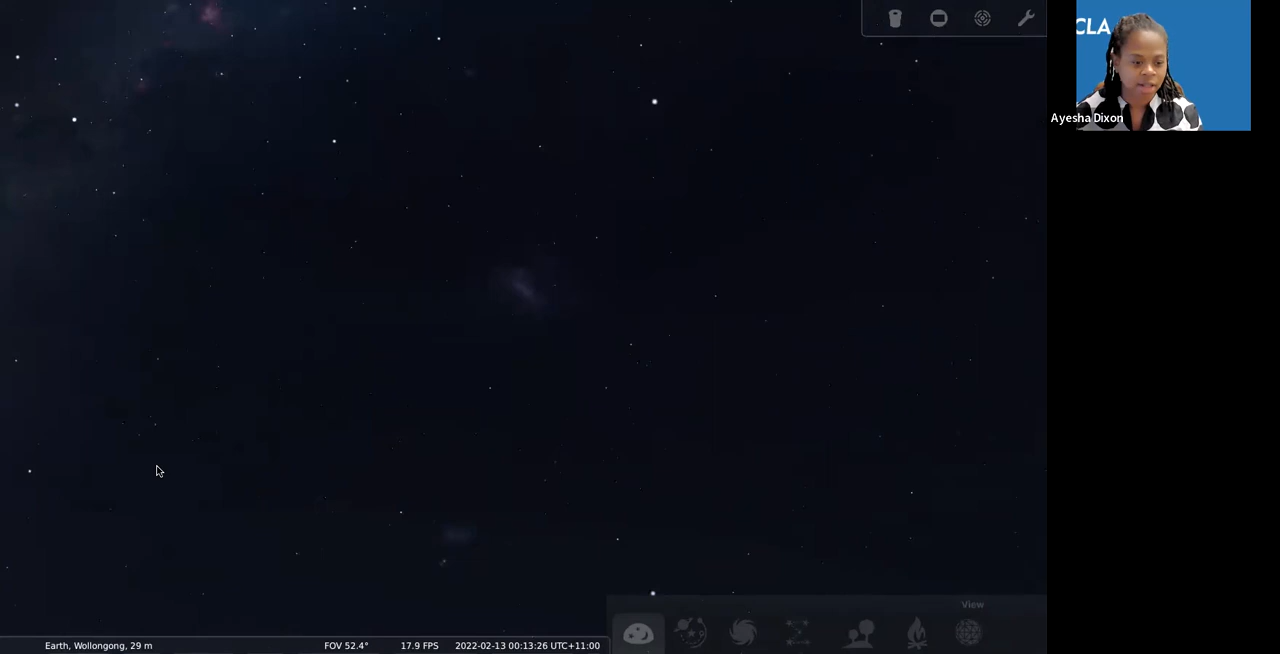 CLA
Ayesha Dixon
View
Earth, Wollongong, 29 m
FOV 52.4°
17.9 FPS
2022-02-13 00:13:26 UTC+11:00